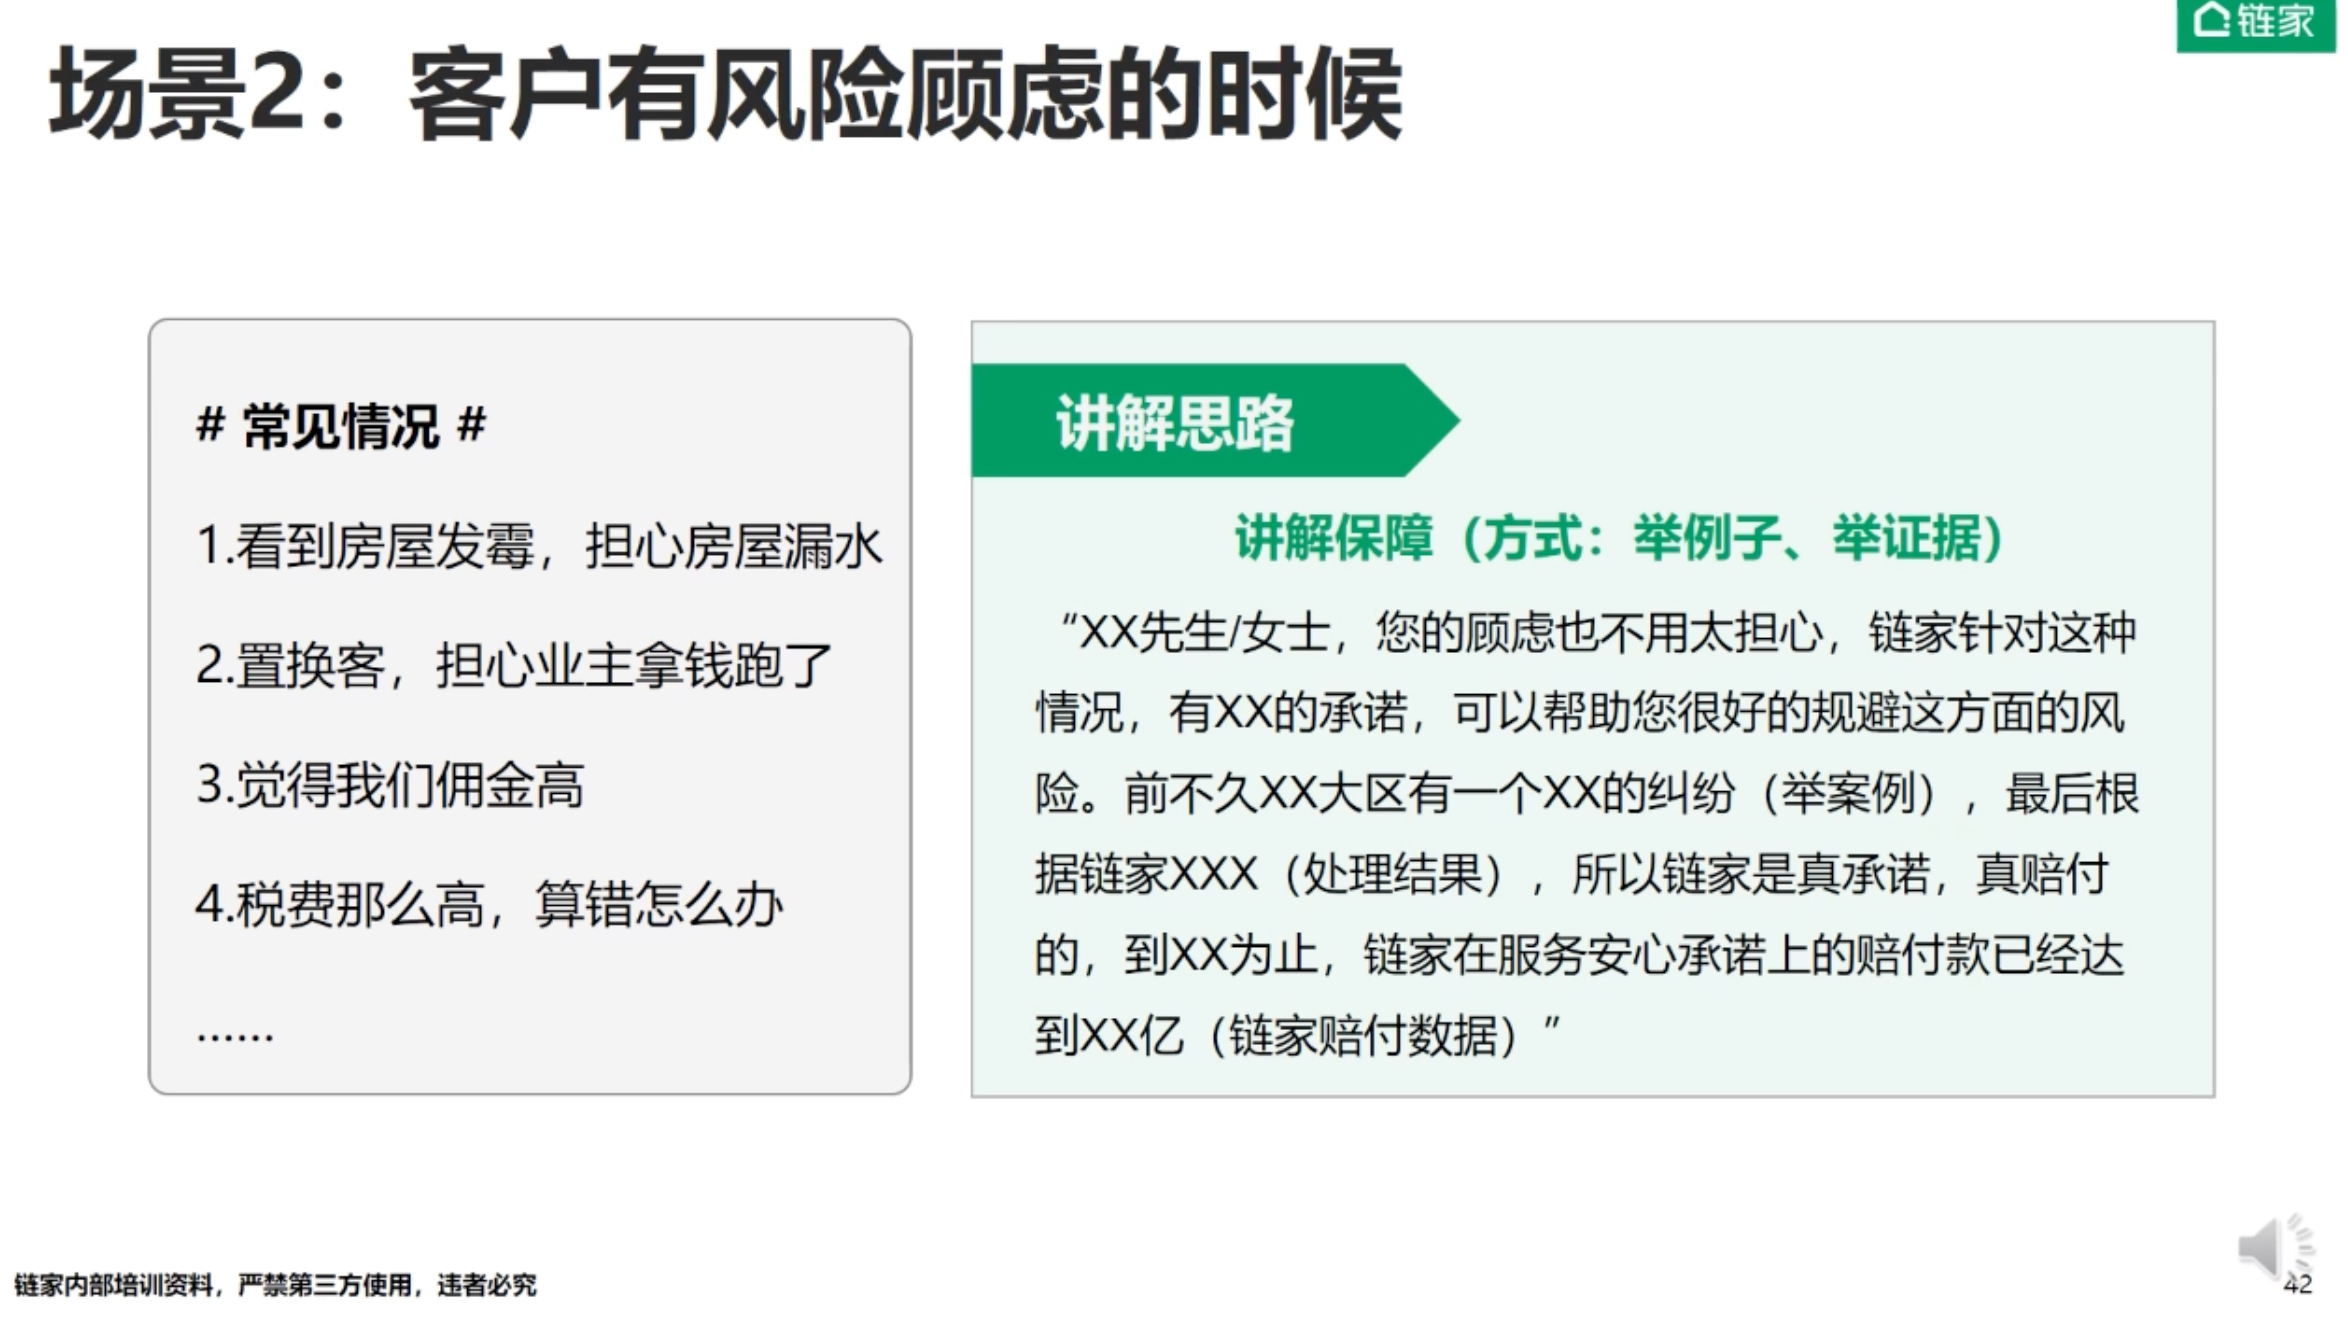 链家
场景2：客户有风险顾虑的时候
# 常见情况 #
1.看到房屋发霉，担心房屋漏水
2.置换客，担心业主拿钱跑了
3.觉得我们佣金高
4.税费那么高，算错怎么办
......
讲解思路
讲解保障（方式：举例子、举证据）
“XX先生/女士，您的顾虑也不用太担心，链家针对这种
情况，有XX的承诺，可以帮助您很好的规避这方面的风
险。前不久XX大区有一个XX的纠纷（举案例），最后根
据链家XXX（处理结果），所以链家是真承诺，真赔付
的，到XX为止，链家在服务安心承诺上的赔付款已经达
到XX亿（链家赔付数据）”
链家内部培训资料，严禁第三方使用，违者必究
42